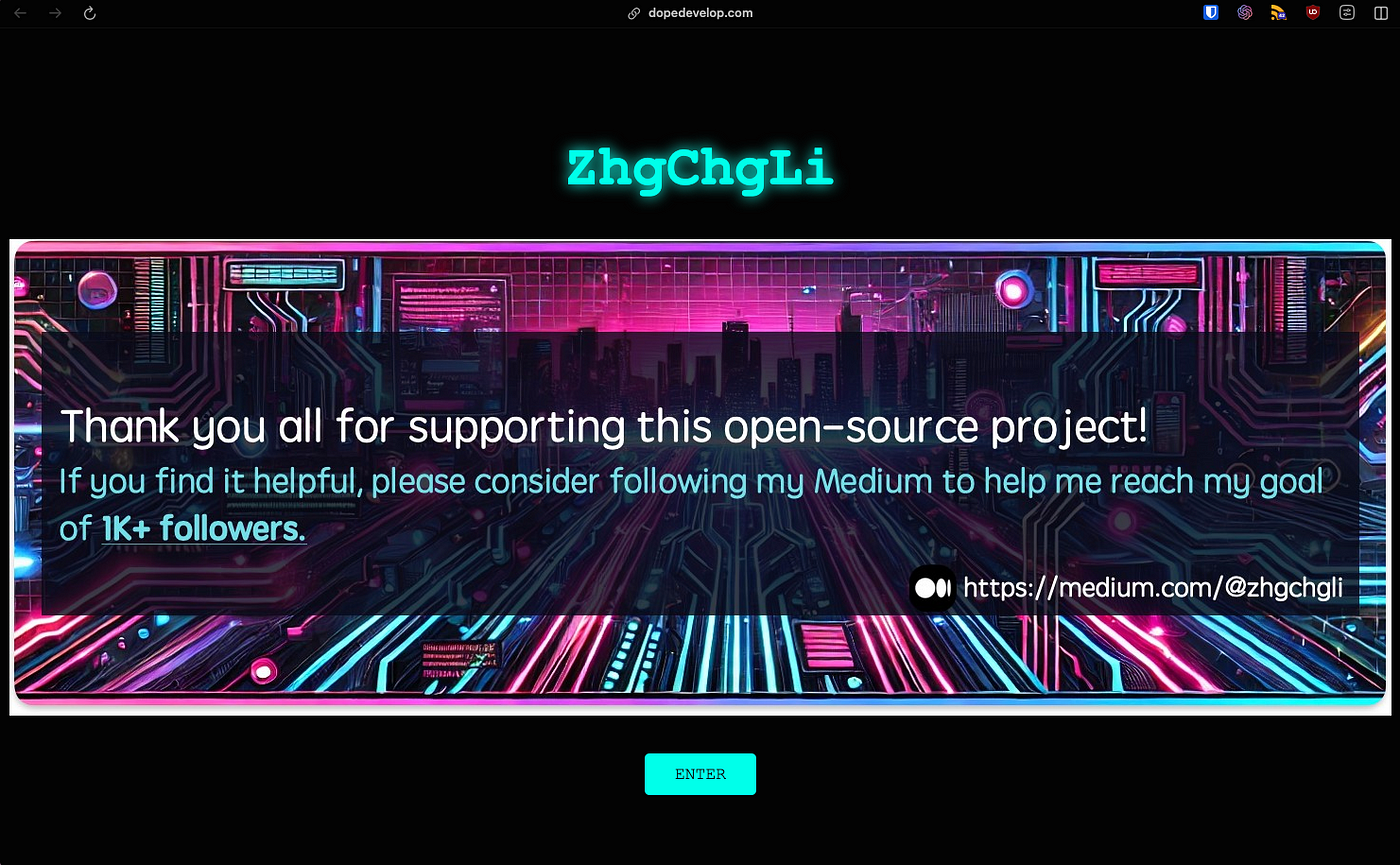 dopedevelop.com
ZhgChgLi
Thank you all for supporting this open-source project!
If you find it helpful, please consider following my Medium to help me reach my goal
of 1K+ followers.
https://medium.com/@zhgchgli
ENTER